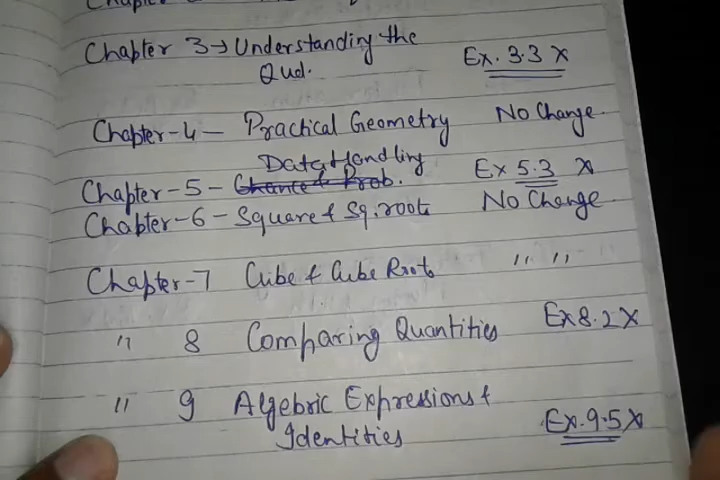 Chapter 3→ Understanding the Ex. 3.3 X
Qud.
Chapter-4 - Practical Geometry No Change.
Data Handling
Chapter-5 - Chance & Prob. Ex 5.3 X
Chapter-6 - Square & Sq. roots No Change
Chapter-7 Cube & Cube Roots " "
" 8 Comparing Quantities Ex 8.2 X
" 9 Algebric Expressions &
Identities Ex. 9.5 X